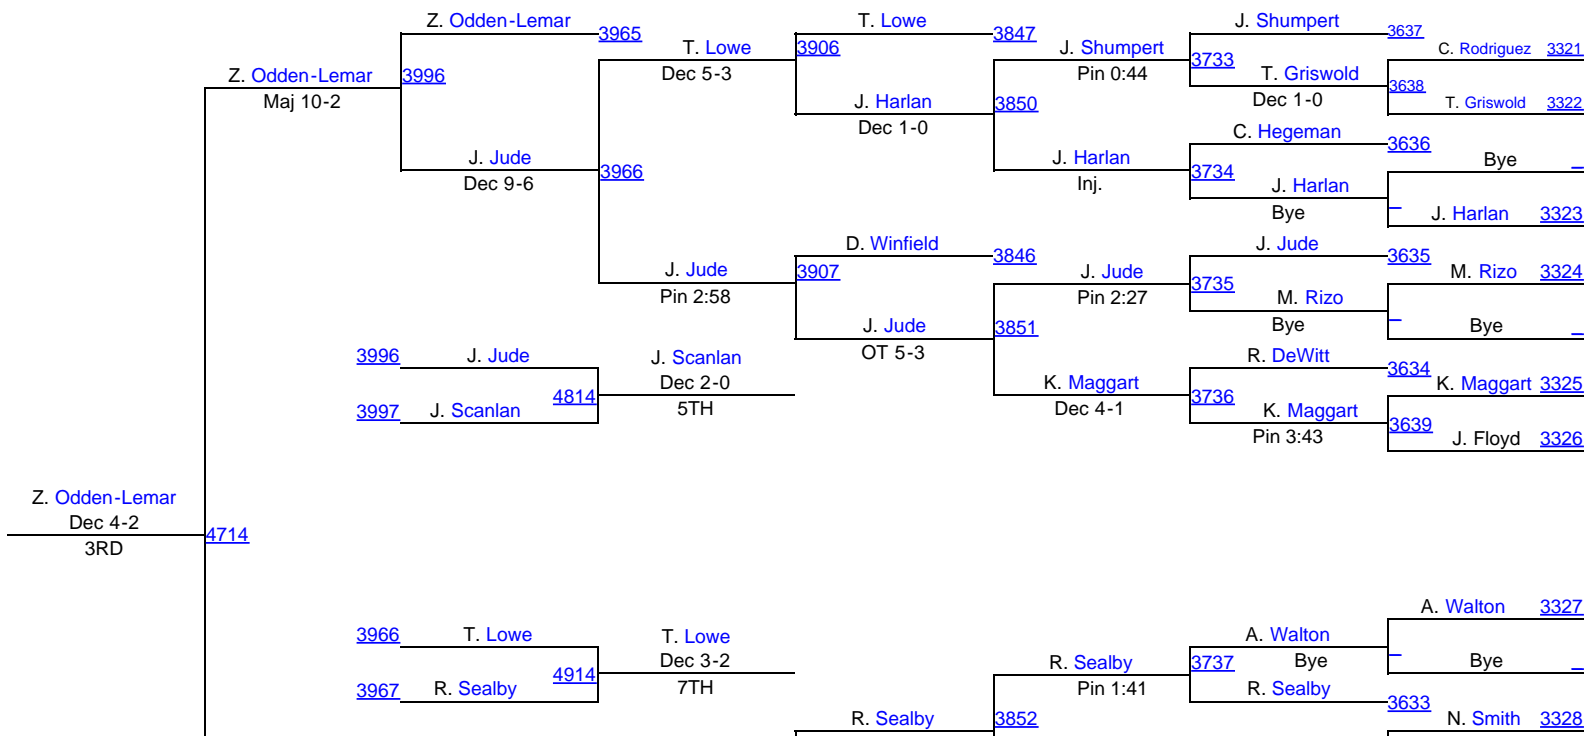 Z. Odden-Lemar
3965
T. Lowe
3847
J. Shumpert
3637
T. Lowe
Dec 5-3
3906
J. Shumpert
Pin 0:44
3733
C. Rodriguez 3321
Z. Odden-Lemar
Maj 10-2
3996
T. Griswold
Dec 1-0
3638
J. Harlan
Dec 1-0
3850
T. Griswold 3322
C. Hegeman
3636
J. Jude
Dec 9-6
3966
J. Harlan
Inj.
3734
Bye
J. Harlan
Bye
J. Harlan 3323
D. Winfield
3846
J. Jude
3635
J. Jude
Pin 2:58
3907
J. Jude
Pin 2:27
3735
M. Rizo 3324
M. Rizo
Bye
J. Jude
OT 5-3
3851
Bye
3996 J. Jude
J. Scanlan
Dec 2-0
5TH
R. DeWitt
3634
4814
K. Maggart
Dec 4-1
3736
K. Maggart 3325
3997 J. Scanlan
K. Maggart
Pin 3:43
3639
J. Floyd 3326
Z. Odden-Lemar
Dec 4-2
3RD
4714
A. Walton 3327
3966 T. Lowe
T. Lowe
Dec 3-2
7TH
A. Walton
Bye
4914
R. Sealby
Pin 1:41
3737
Bye
3967 R. Sealby
R. Sealby
3633
R. Sealby
3852
N. Smith 3328